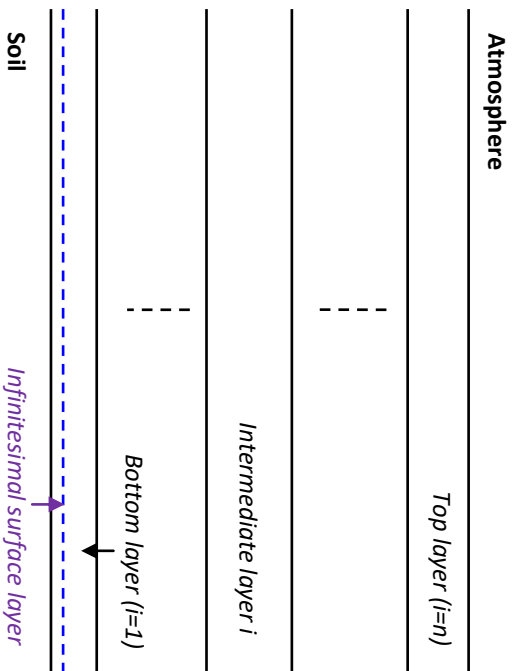 Atmosphere
Top layer (i=n)
Intermediate layer i
Bottom layer (i=1)
Soil
Infinitesimal surface layer